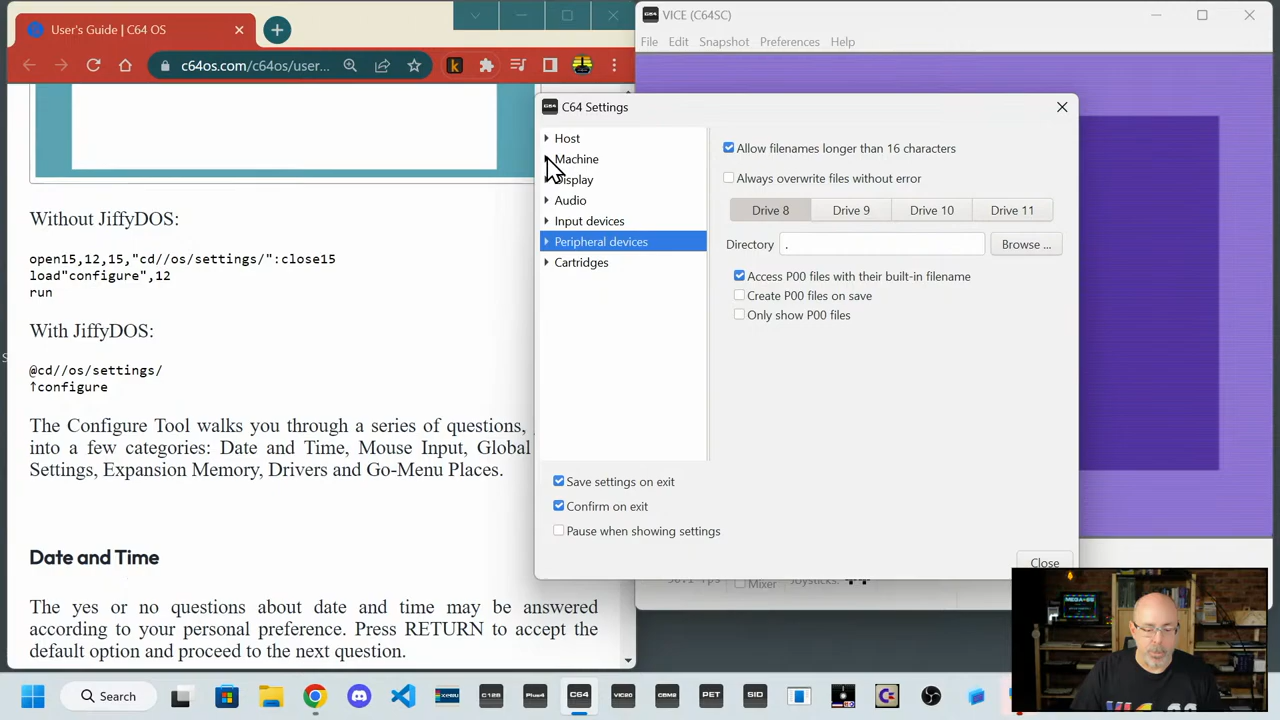 User's Guide | C64 OS
c64os.com/c64os/user...
Without JiffyDOS:
open15,12,15,"cd//os/settings/":close15
load"configure",12
run
With JiffyDOS:
@cd//os/settings/
↑configure
The Configure Tool walks you through a series of questions,
into a few categories: Date and Time, Mouse Input, Global
Settings, Expansion Memory, Drivers and Go-Menu Places.
Date and Time
The yes or no questions about date and time may be answered
according to your personal preference. Press RETURN to accept the
default option and proceed to the next question.
VICE (C64SC)
File Edit Snapshot Preferences Help
C64 Settings
Host
Machine
Display
Audio
Input devices
Peripheral devices
Cartridges
Allow filenames longer than 16 characters
Always overwrite files without error
Drive 8 Drive 9 Drive 10 Drive 11
Directory . Browse ...
Access P00 files with their built-in filename
Create P00 files on save
Only show P00 files
Save settings on exit
Confirm on exit
Pause when showing settings
Close
Mixer Joysticks:
MEGA65
Search
C128 Plus4 C64 VIC20 CBM2 PET SID